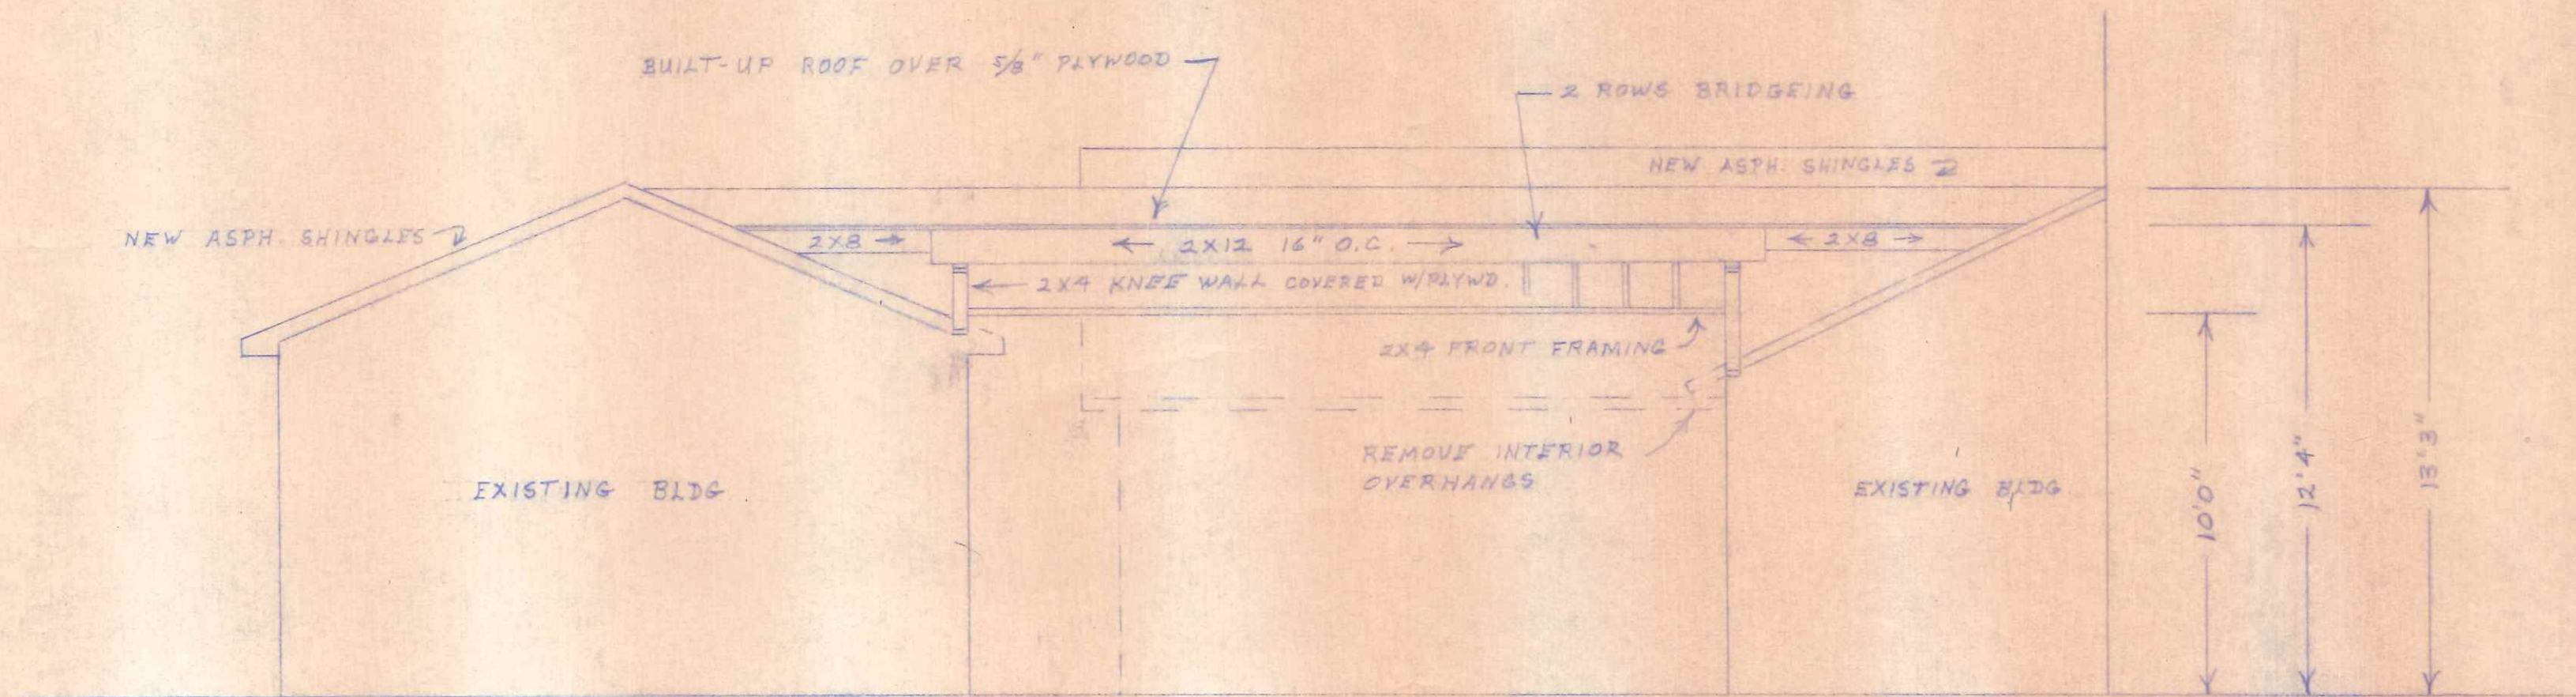 BUILT-UP ROOF OVER 5/8" PLYWOOD
2 ROWS BRIDGEING
NEW ASPH. SHINGLES
NEW ASPH. SHINGLES
2X8
2X12 16" O.C.
2X8
2X4 KNEE WALL COVERED W/PLYWD.
2X4 FRONT FRAMING
REMOVE INTERIOR
OVERHANGS
EXISTING BLDG
EXISTING BLDG
10'0"
12'4"
13'3"